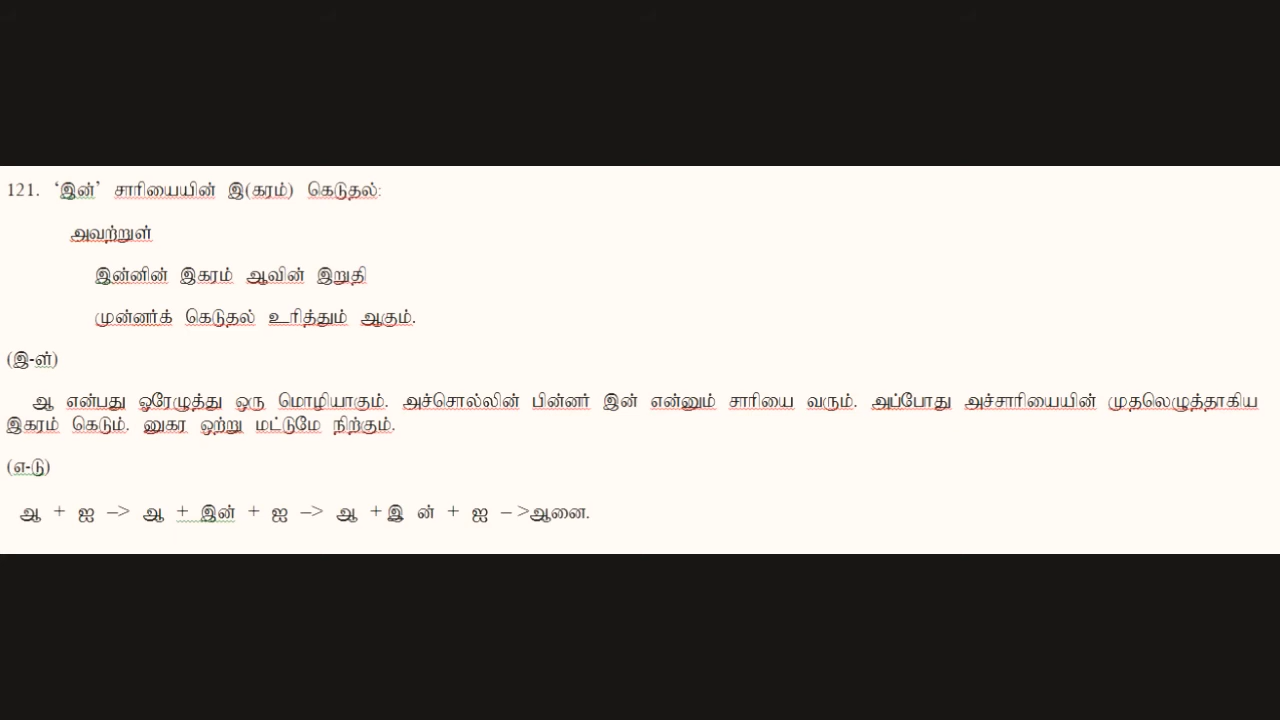 121. ‘இன்’ சாரியையின் இ(கரம்) கெடுதல்:
அவற்றுள்
இன்னின் இகரம் ஆவின் இறுதி
முன்னர்க் கெடுதல் உரித்தும் ஆகும்.
(இ-ள்)
ஆ என்பது ஓரேழுத்து ஒரு மொழியாகும். அச்சொல்லின் பின்னர் இன் என்னும் சாரியை வரும். அப்போது அச்சாரியையின் முதலெழுத்தாகிய
இகரம் கெடும். னுகர ஒற்று மட்டுமே நிற்கும்.
(எ-டு)
ஆ + ஐ –> ஆ + இன் + ஐ –> ஆ +இ ன் + ஐ – >ஆனை.